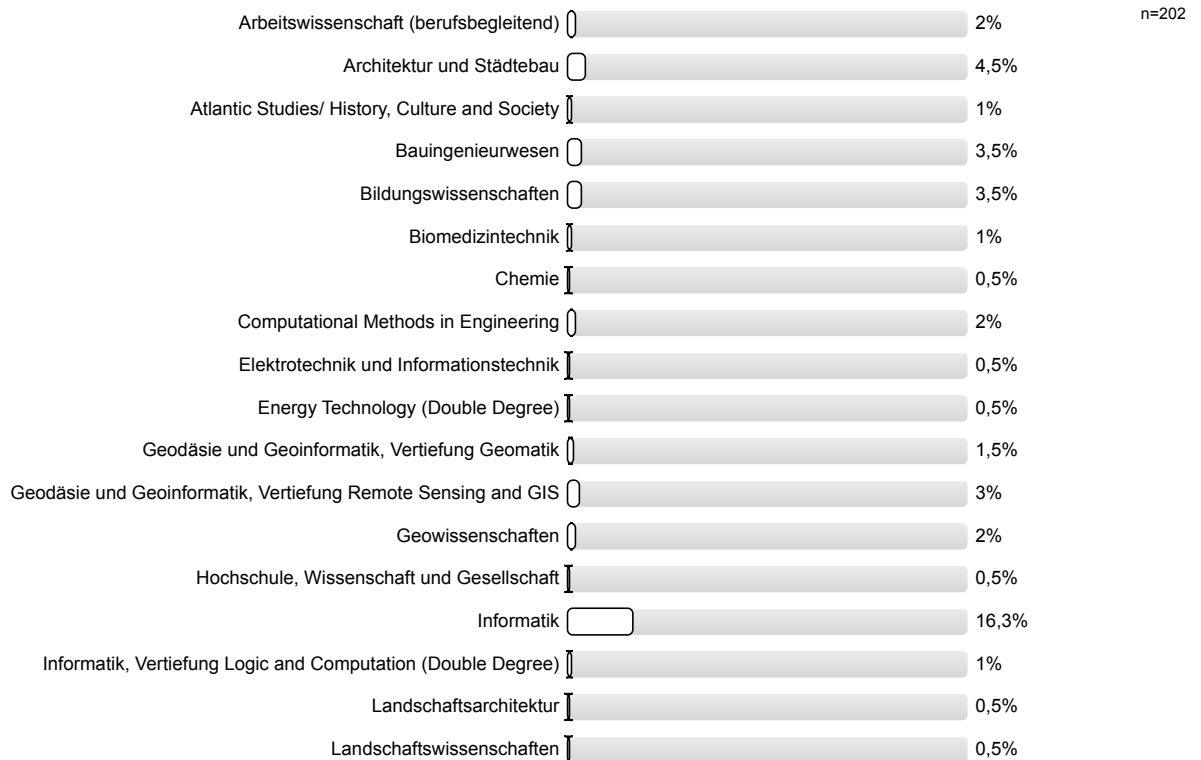 n=202
Arbeitswissenschaft (berufsbegleitend) 2%
Architektur und Städtebau 4,5%
Atlantic Studies/ History, Culture and Society 1%
Bauingenieurwesen 3,5%
Bildungswissenschaften 3,5%
Biomedizintechnik 1%
Chemie 0,5%
Computational Methods in Engineering 2%
Elektrotechnik und Informationstechnik 0,5%
Energy Technology (Double Degree) 0,5%
Geodäsie und Geoinformatik, Vertiefung Geomatik 1,5%
Geodäsie und Geoinformatik, Vertiefung Remote Sensing and GIS 3%
Geowissenschaften 2%
Hochschule, Wissenschaft und Gesellschaft 0,5%
Informatik 16,3%
Informatik, Vertiefung Logic and Computation (Double Degree) 1%
Landschaftsarchitektur 0,5%
Landschaftswissenschaften 0,5%